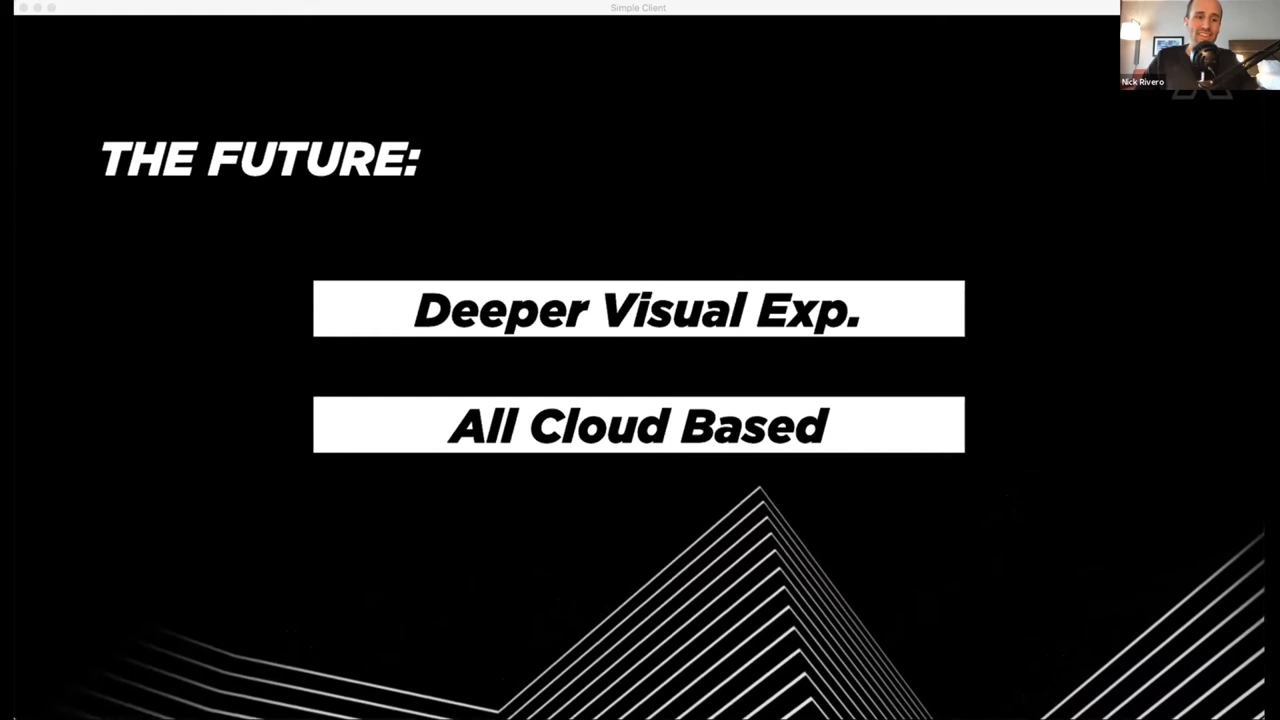 Simple Client
Nick Rivero
THE FUTURE:
Deeper Visual Exp.
All Cloud Based